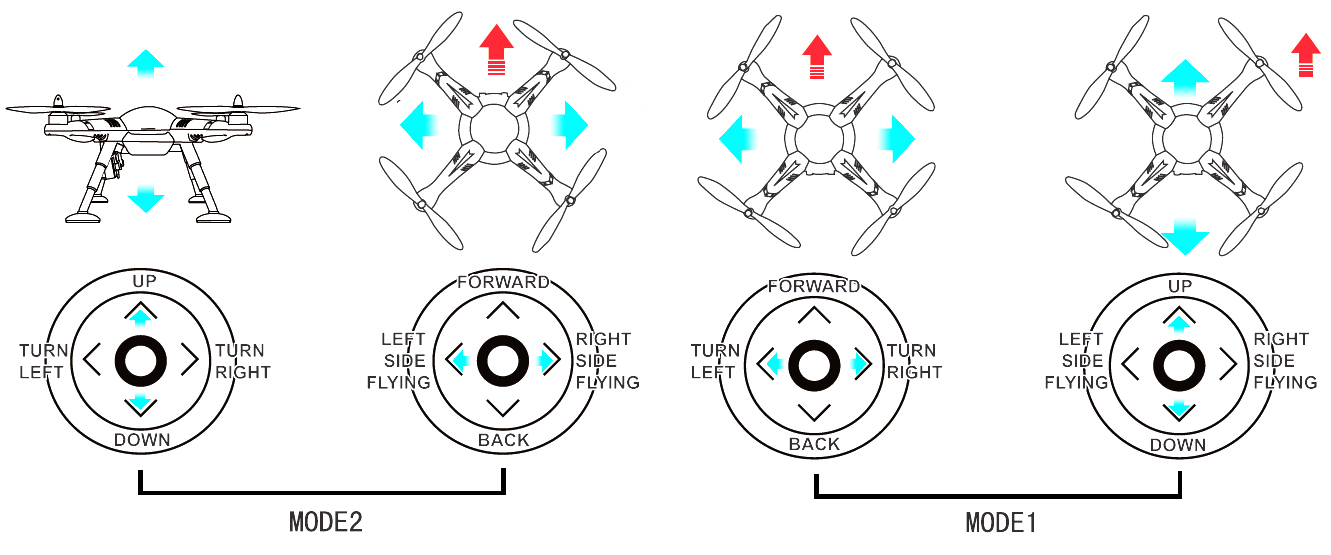 UP
TURN
LEFT
TURN
RIGHT
DOWN
FORWARD
LEFT
SIDE
FLYING
RIGHT
SIDE
FLYING
BACK
MODE2
FORWARD
TURN
LEFT
TURN
RIGHT
BACK
UP
LEFT
SIDE
FLYING
RIGHT
SIDE
FLYING
DOWN
MODE1